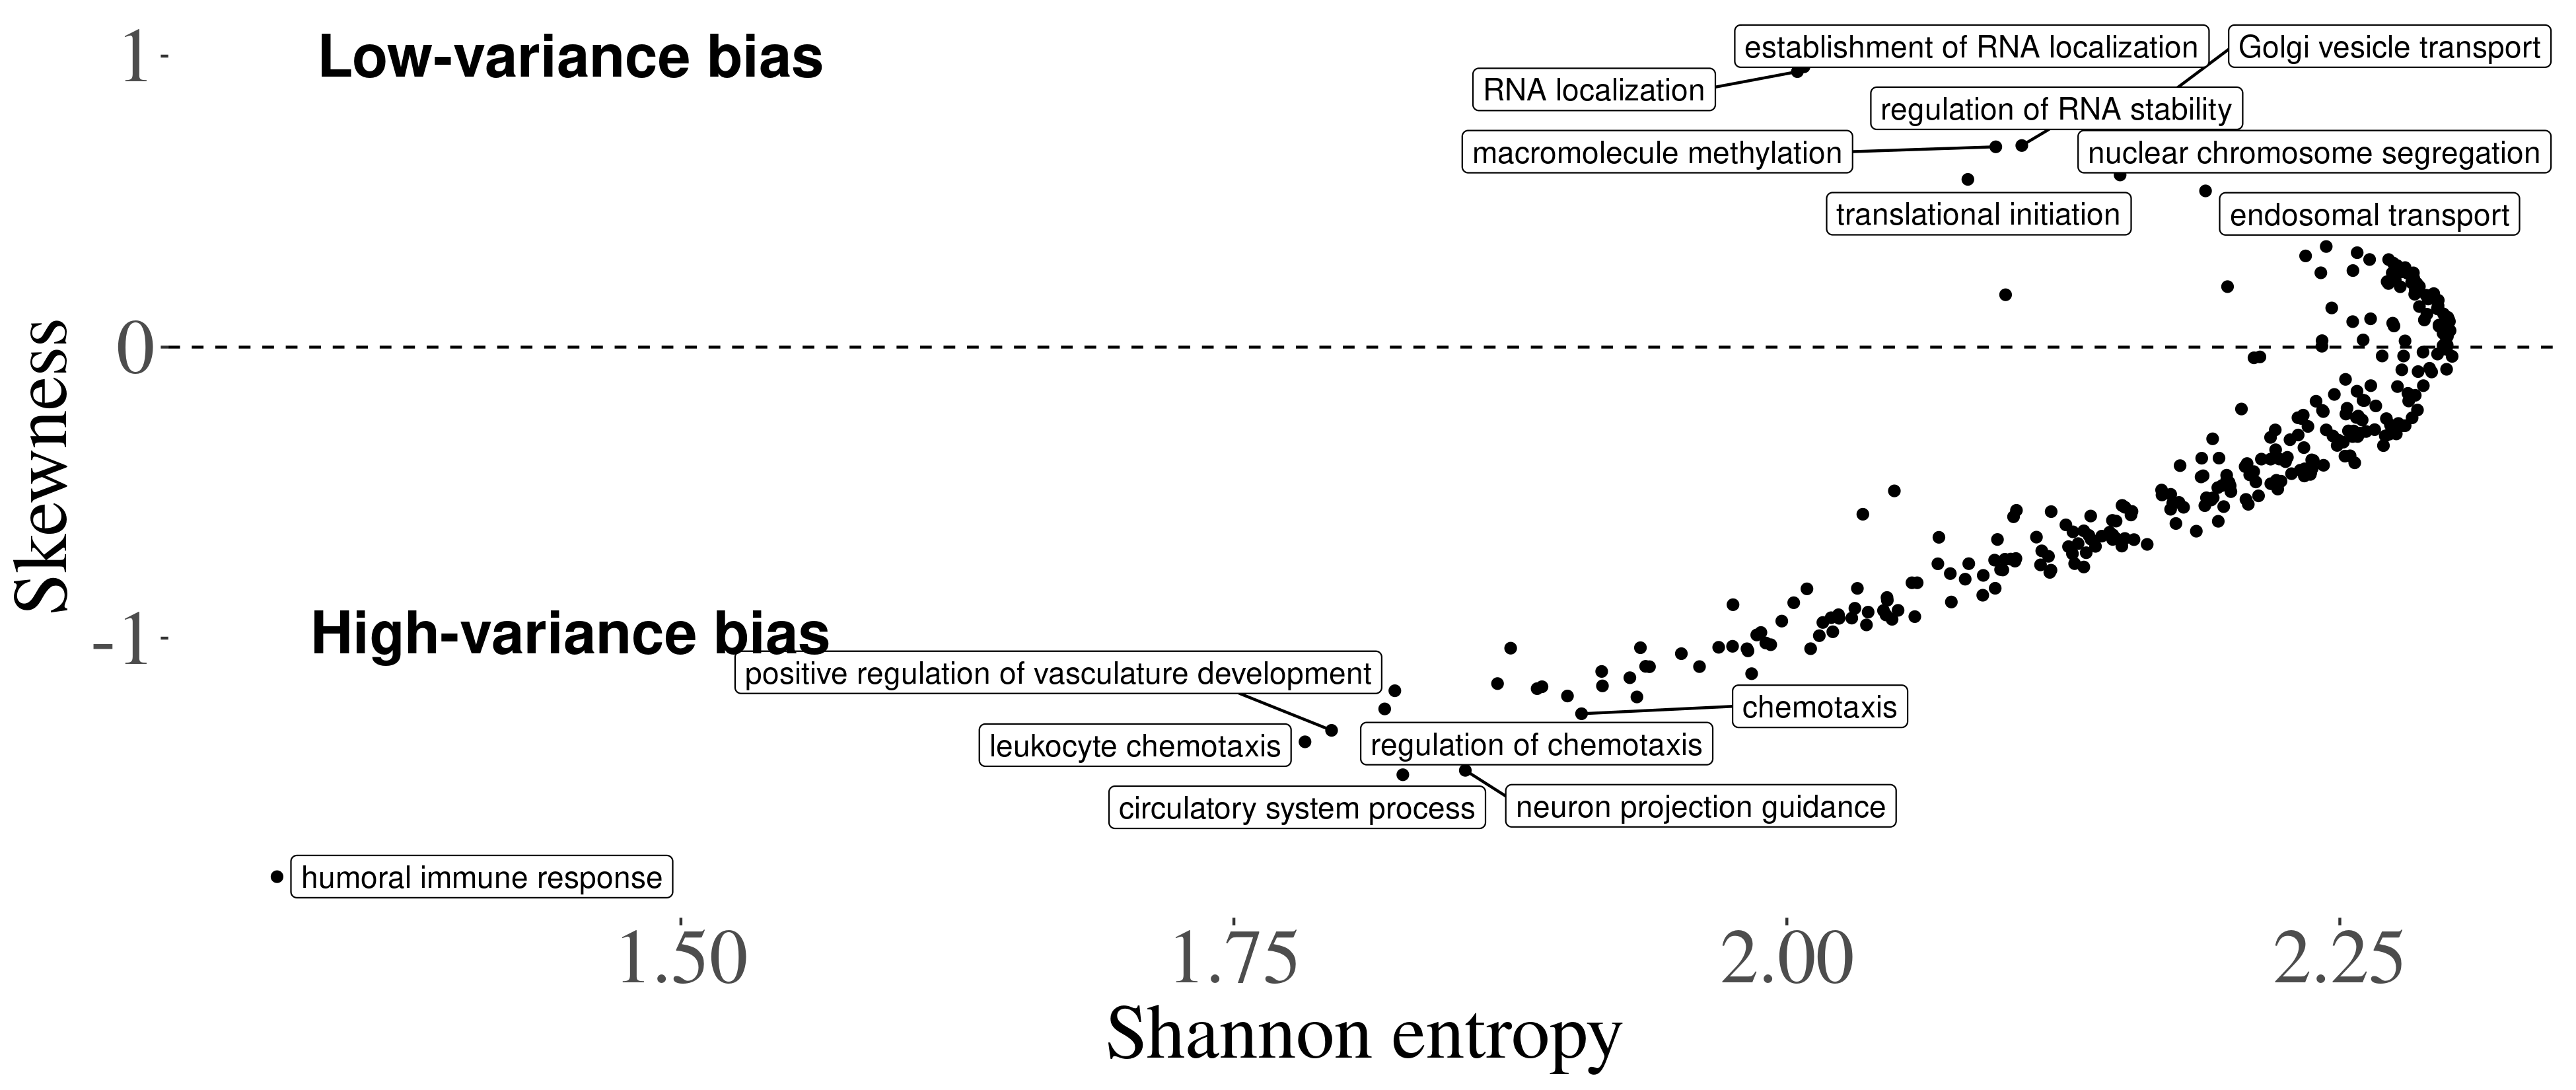 1
Low-variance bias
establishment of RNA localization
Golgi vesicle transport
RNA localization
regulation of RNA stability
macromolecule methylation
nuclear chromosome segregation
translational initiation
endosomal transport
0
Skewness
-1
High-variance bias
positive regulation of vasculature development
chemotaxis
leukocyte chemotaxis
regulation of chemotaxis
circulatory system process
neuron projection guidance
humoral immune response
1.50
1.75
2.00
2.25
Shannon entropy